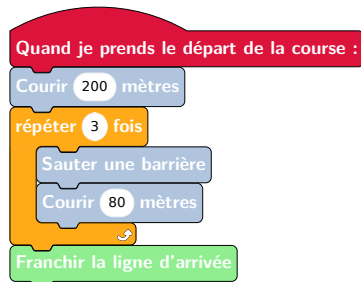 Quand je prends le départ de la course :
Courir 200 mètres
répéter 3 fois
Sauter une barrière
Courir 80 mètres
Franchir la ligne d'arrivée